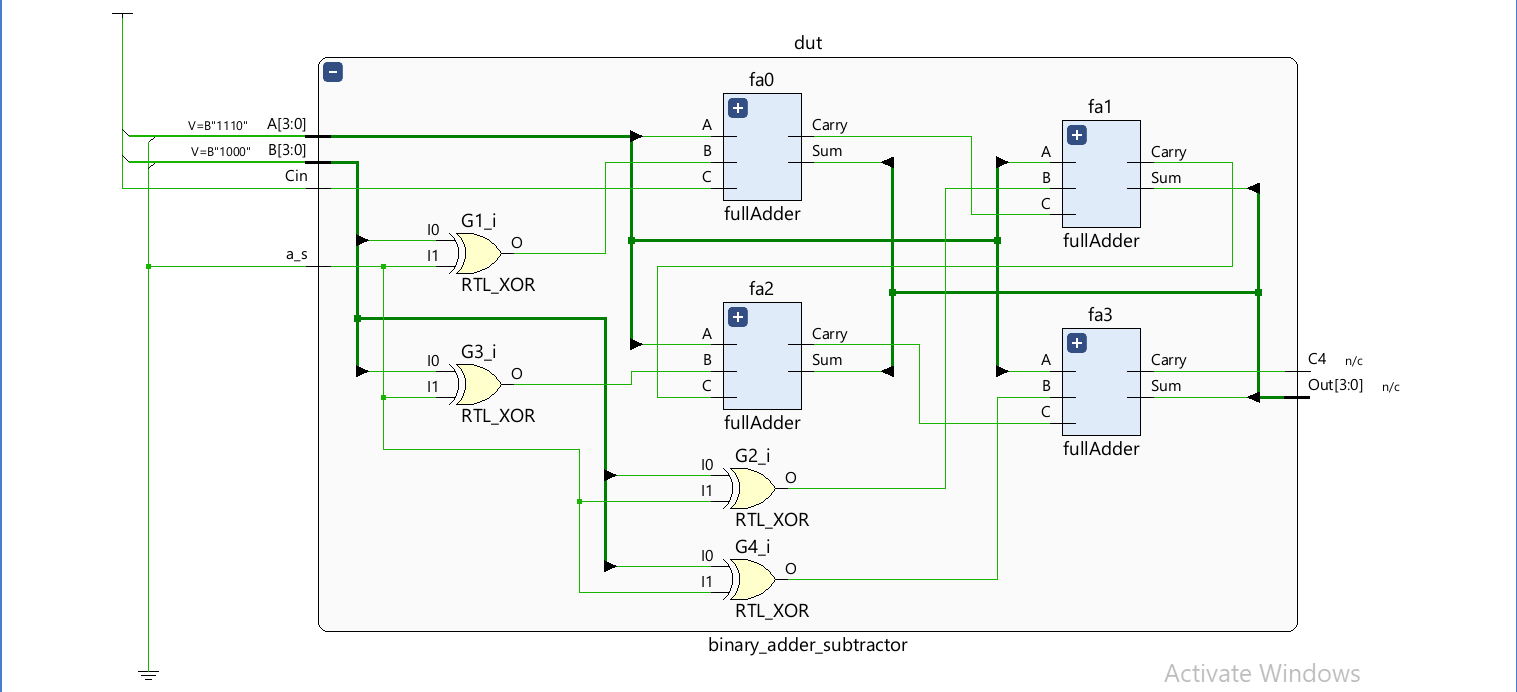 dut
fa0
fa1
V=B"1110" A[3:0]
V=B"1000" B[3:0]
Cin
a_s
A
B
C
Carry
Sum
fullAdder
A
B
C
Carry
Sum
fullAdder
G1_i
I0
I1
O
RTL_XOR
fa2
A
B
C
Carry
Sum
fullAdder
fa3
A
B
C
Carry
Sum
fullAdder
C4 n/c
Out[3:0] n/c
G3_i
I0
I1
O
RTL_XOR
G2_i
I0
I1
O
RTL_XOR
G4_i
I0
I1
O
RTL_XOR
binary_adder_subtractor
Activate Windows